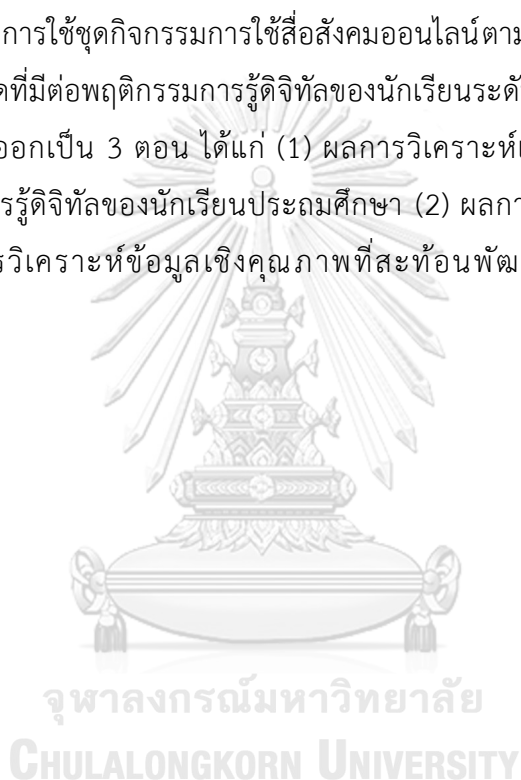 การใช้ชุดกิจกรรมการใช้สื่อสังคมออนไลน์ตาม
ดที่มีต่อพฤติกรรมการรู้ดิจิทัลของนักเรียนระดั
ออกเป็น 3 ตอน ได้แก่ (1) ผลการวิเคราะห์
รรู้ดิจิทัลของนักเรียนประถมศึกษา (2) ผลกา
รวิเคราะห์ข้อมูลเชิงคุณภาพที่สะท้อนพัฒ
จุฬาลงกรณ์มหาวิทยาลัย
CHULALONGKORN UNIVERSITY